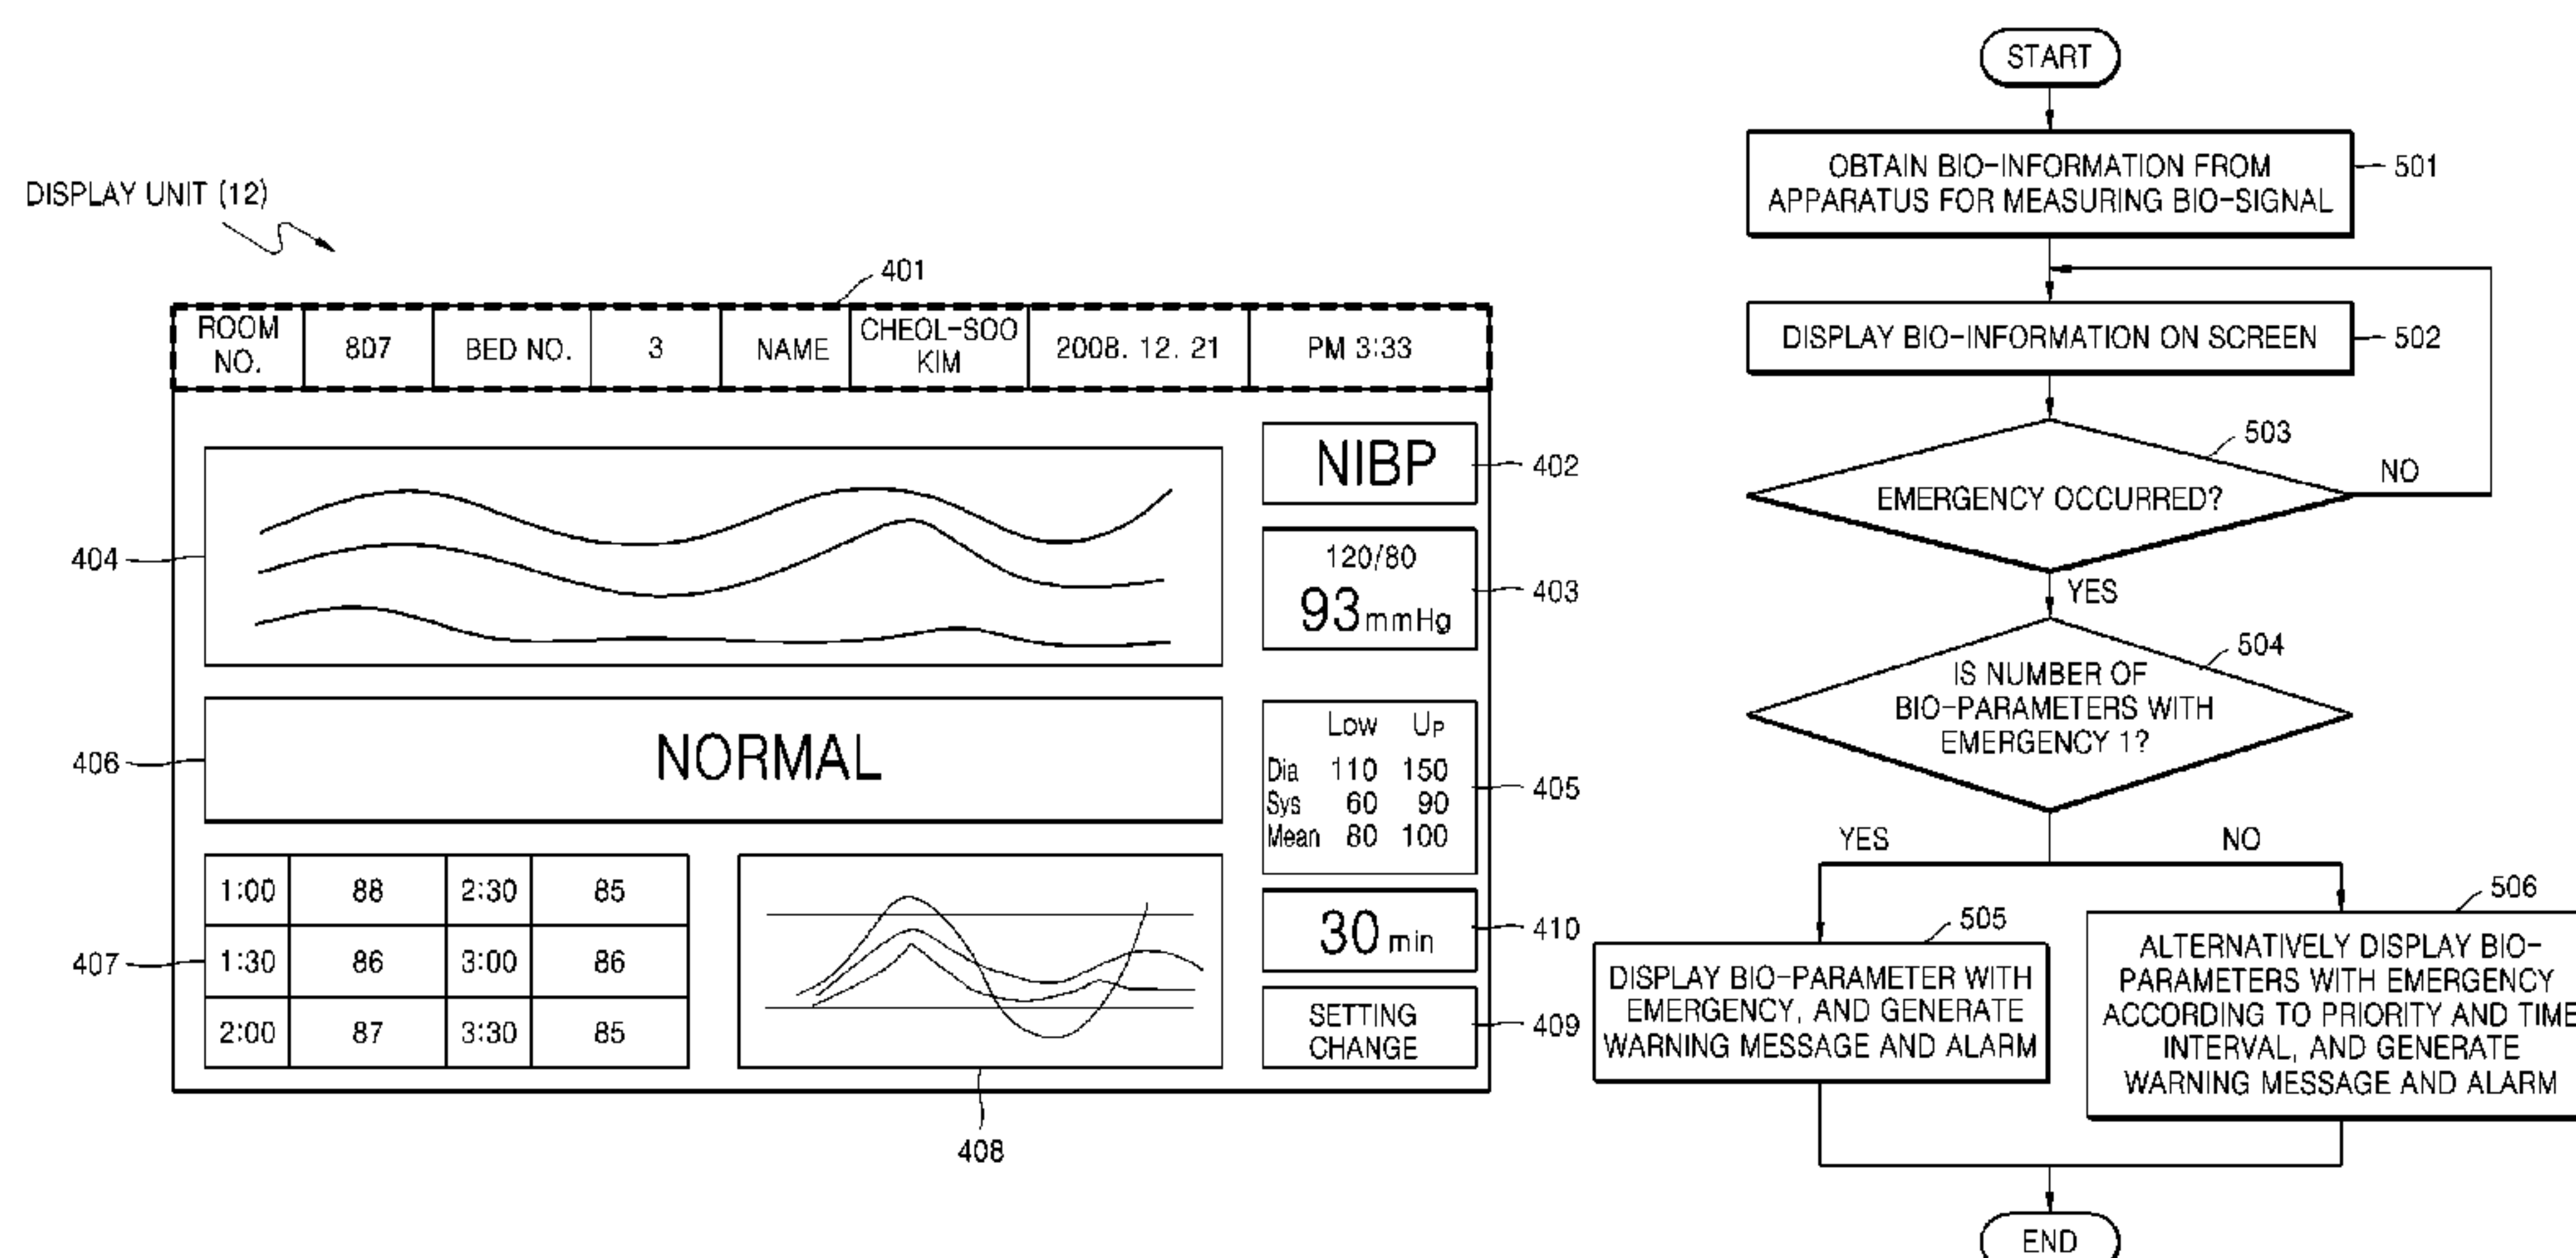 DISPLAY UNIT (12)
401
ROOM NO.
807
BED NO.
3
NAME
CHEOL-SOO KIM
2008. 12. 21
PM 3:33
NIBP
402
404
120/80
93mmHg
403
406
NORMAL
Low Up
Dia 110 150
Sys 60 90
Mean 80 100
405
407
1:00 88 2:30 85
1:30 86 3:00 86
2:00 87 3:30 85
408
30 min
410
SETTING
CHANGE
409
START
OBTAIN BIO-INFORMATION FROM
APPARATUS FOR MEASURING BIO-SIGNAL
501
DISPLAY BIO-INFORMATION ON SCREEN
502
EMERGENCY OCCURRED?
503
NO
YES
IS NUMBER OF
BIO-PARAMETERS WITH
EMERGENCY 1?
504
YES
NO
505
DISPLAY BIO-PARAMETER WITH
EMERGENCY, AND GENERATE
WARNING MESSAGE AND ALARM
506
ALTERNATIVELY DISPLAY BIO-
PARAMETERS WITH EMERGENCY
ACCORDING TO PRIORITY AND TIME
INTERVAL, AND GENERATE
WARNING MESSAGE AND ALARM
END